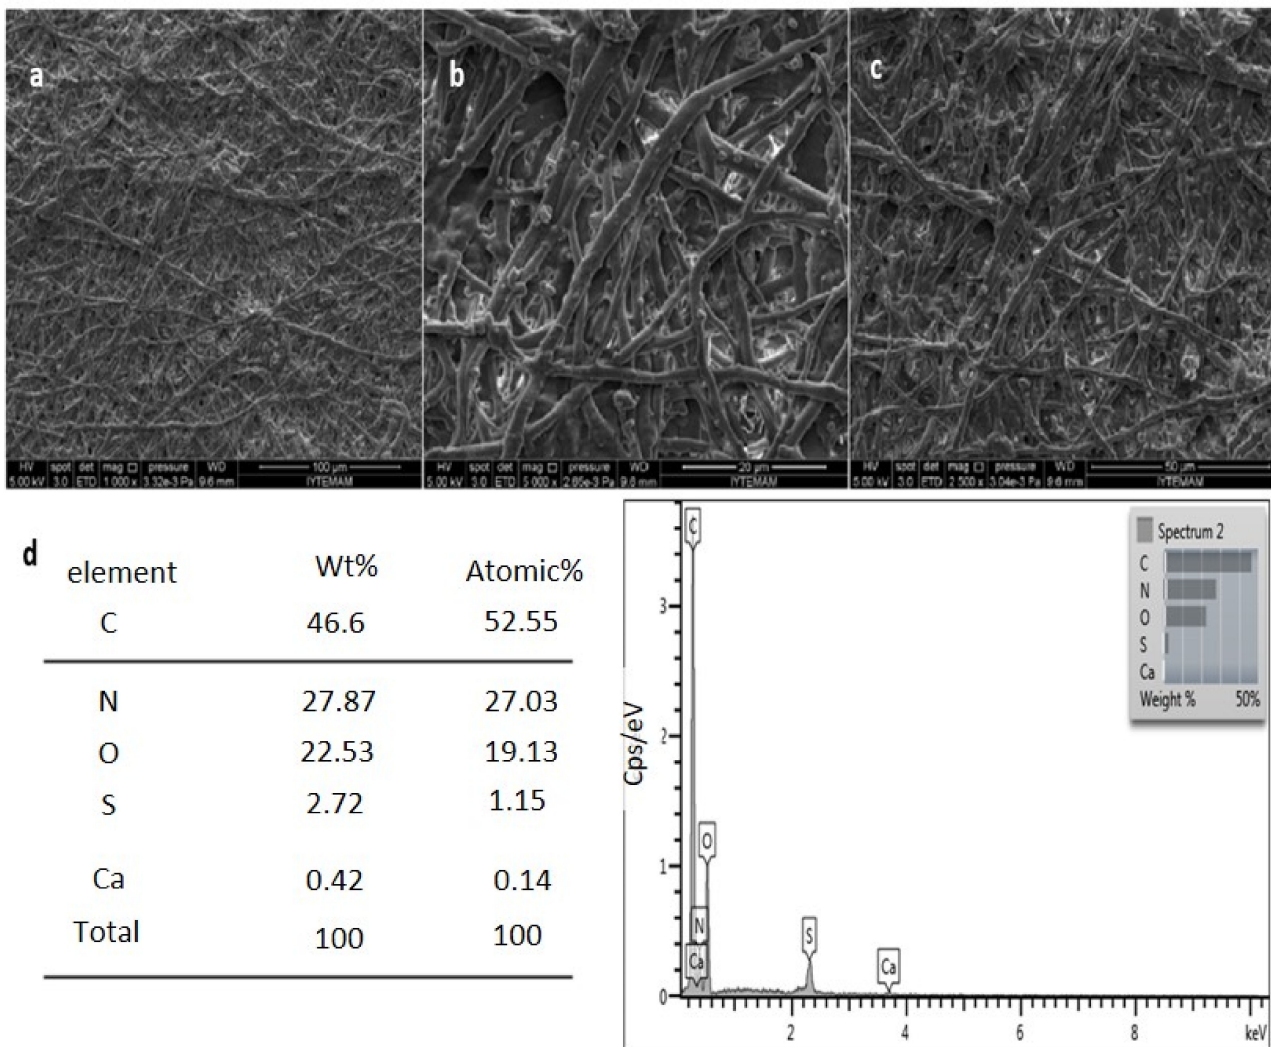 a
b
c
HV spot det mag □ pressure WD 100 µm
5.00 kV 3.0 ETD 1 000 x 3.32e-3 Pa 9.6 mm IYTEMAM
HV spot det mag □ pressure WD 20 µm
5.00 kV 3.0 ETD 5 000 x 2.85e-3 Pa 9.6 mm IYTEMAM
HV spot det mag □ pressure WD 50 µm
5.00 kV 3.0 ETD 2 500 x 3.04e-3 Pa 9.6 mm IYTEMAM
d
element Wt% Atomic%
C 46.6 52.55
N 27.87 27.03
O 22.53 19.13
S 2.72 1.15
Ca 0.42 0.14
Total 100 100
Cps/eV
3
2
1
0
2 4 6 8 keV
C
O
N
Ca
S
Ca
Spectrum 2
C
N
O
S
Ca
Weight % 50%